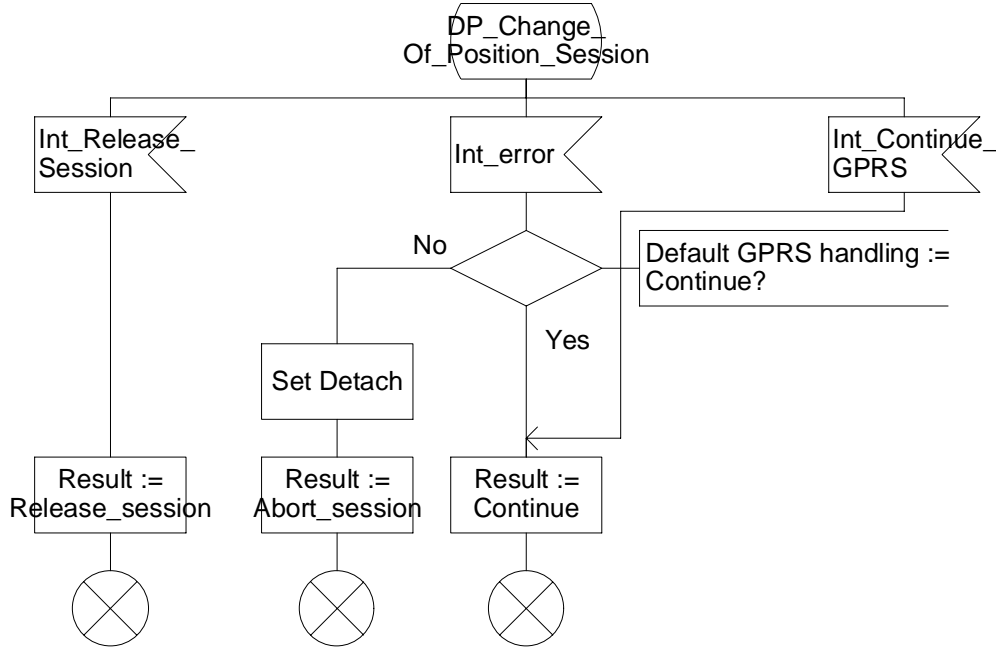 DP_Change_
Of_Position_Session
Int_Release_
Session
Int_error
Int_Continue_
GPRS
No
Default GPRS handling :=
Continue?
Yes
Set Detach
Result :=
Release_session
Result :=
Abort_session
Result :=
Continue